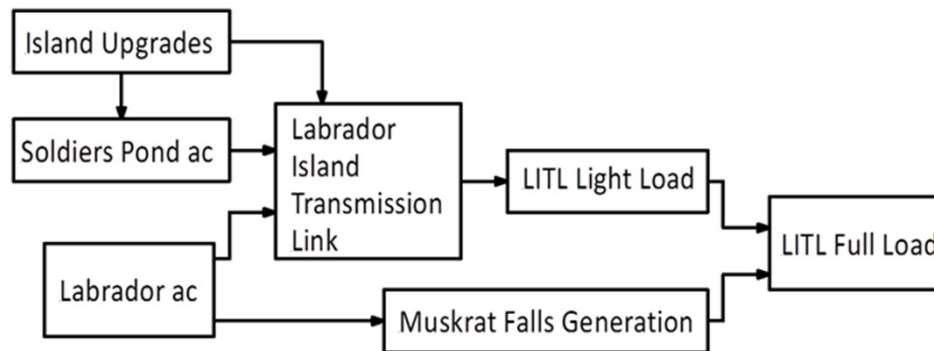 Island Upgrades
Soldiers Pond ac
Labrador
Island
Transmission
Link
LITL Light Load
LITL Full Load
Labrador ac
Muskrat Falls Generation